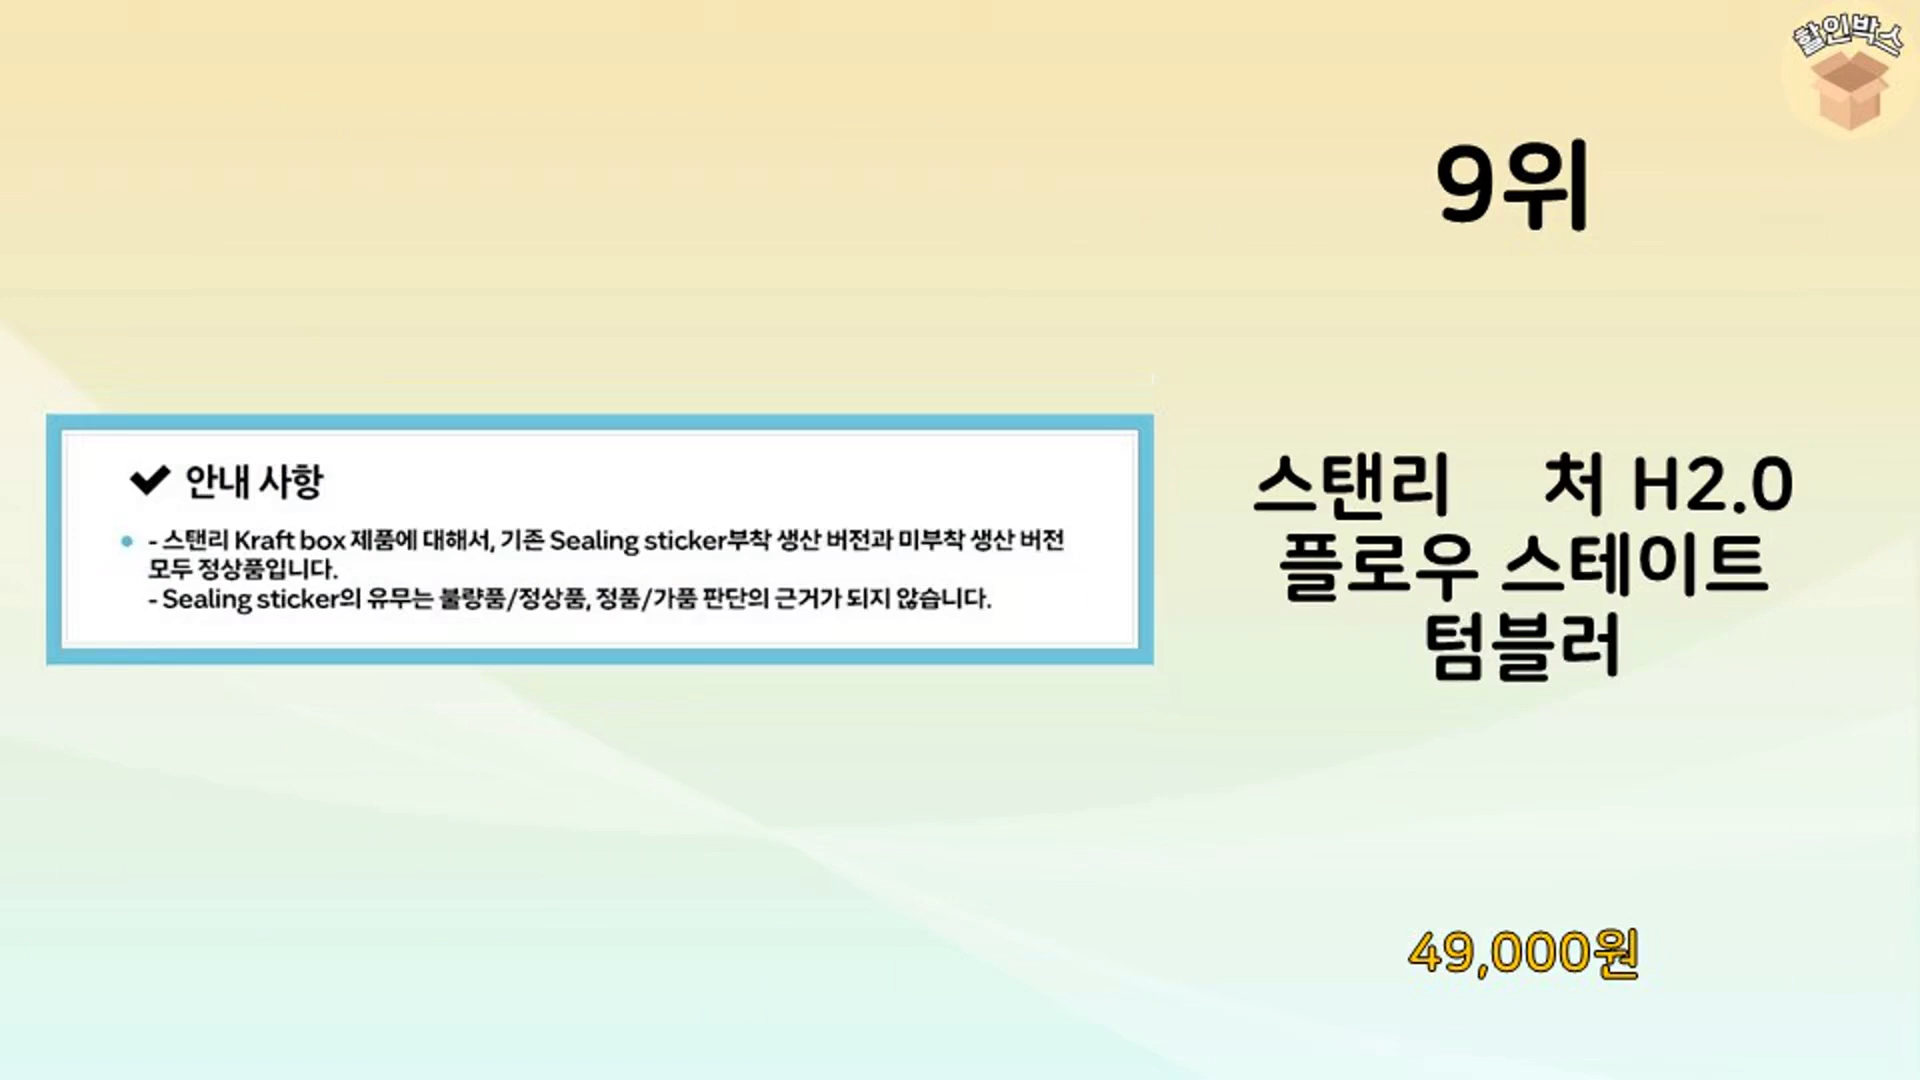 할인박스
9위
✔ 안내 사항
- 스탠리 Kraft box 제품에 대해서, 기존 Sealing sticker부착 생산 버전과 미부착 생산 버전
모두 정상품입니다.
- Sealing sticker의 유무는 불량품/정상품, 정품/가품 판단의 근거가 되지 않습니다.
스탠리 처 H2.0
플로우 스테이트
텀블러
49,000원